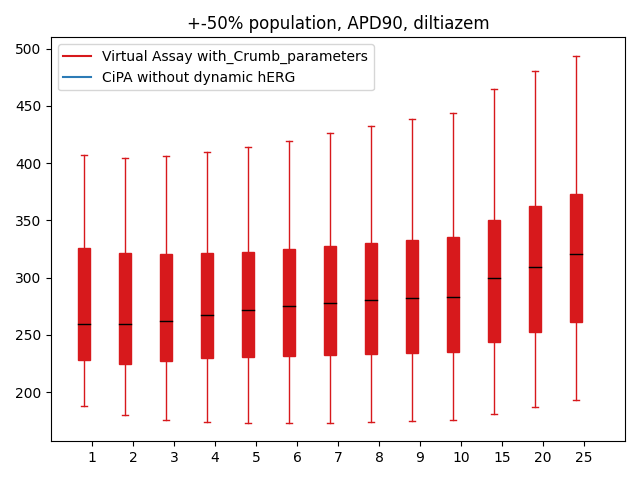 +-50% population, APD90, diltiazem
Virtual Assay with_Crumb_parameters
CiPA without dynamic hERG
500
450
400
350
300
250
200
1 2 3 4 5 6 7 8 9 10 15 20 25